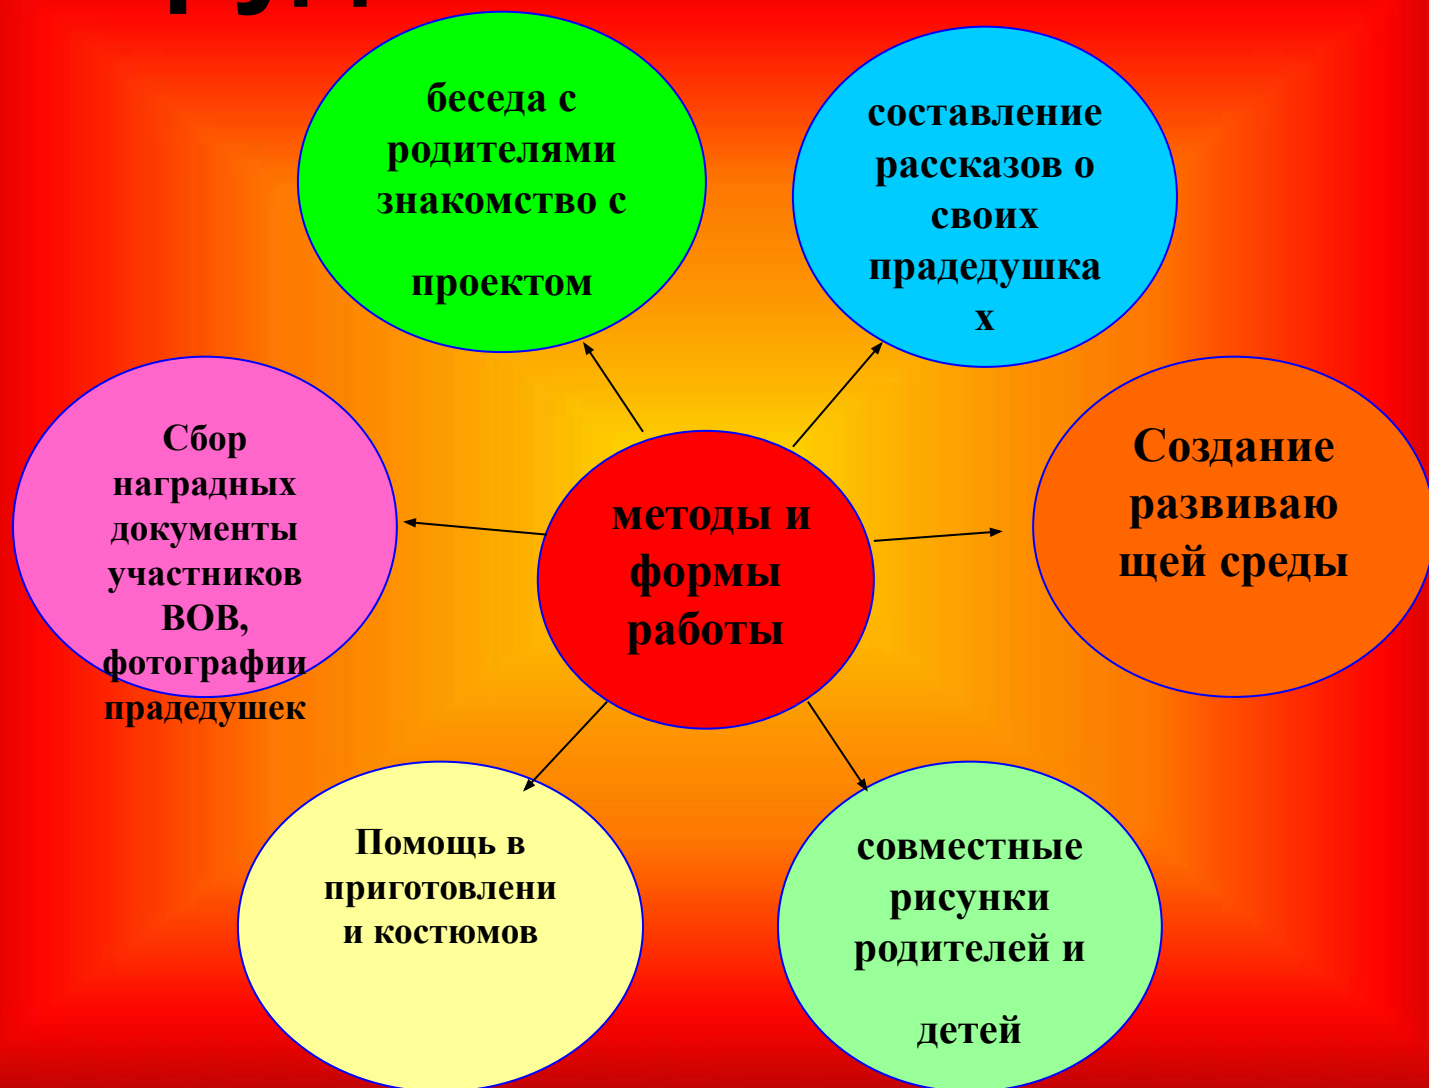 беседа с
родителями
знакомство с
проектом
составление
рассказов о
своих
прадедушка
х
Сбор
наградных
документы
участников
ВОВ,
фотографии
прадедушек
методы и
формы
работы
Создание
развиваю
щей среды
Помощь в
приготовлени
и костюмов
совместные
рисунки
родителей и
детей